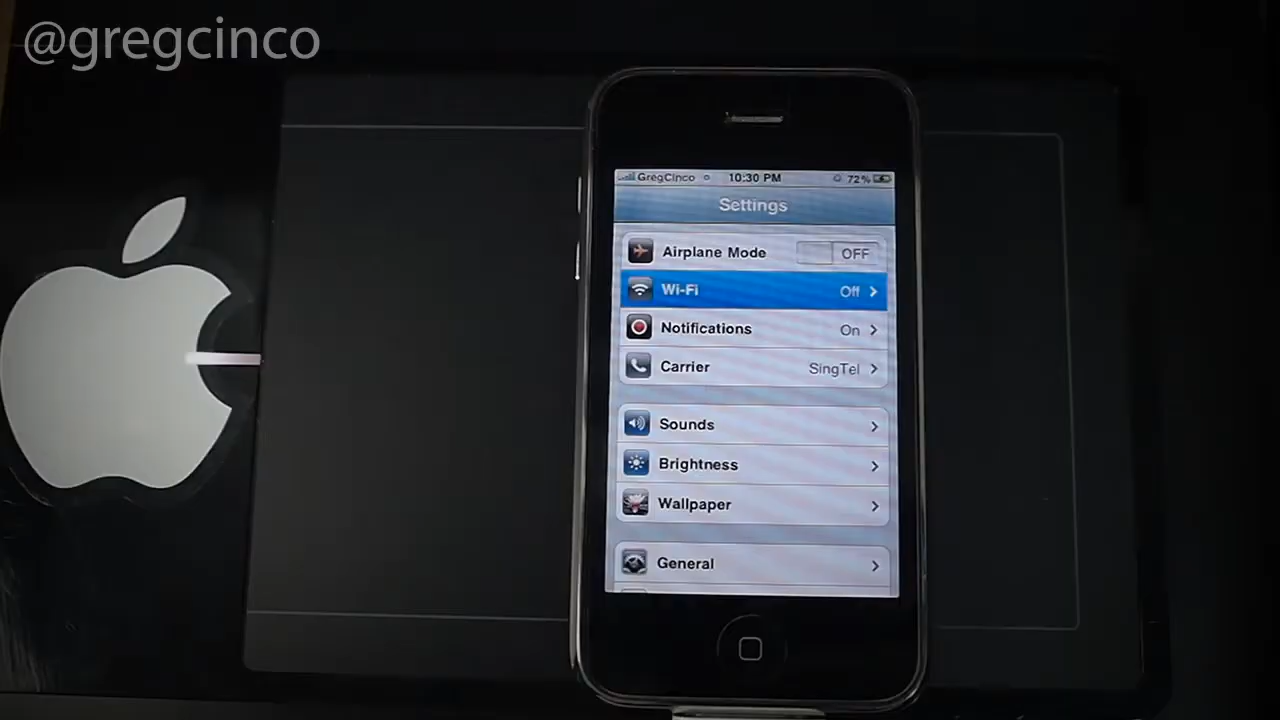 @gregcinco
GregCinco 10:30 PM 72%
Settings
Airplane Mode OFF
Wi-Fi Off
Notifications On
Carrier SingTel
Sounds
Brightness
Wallpaper
General